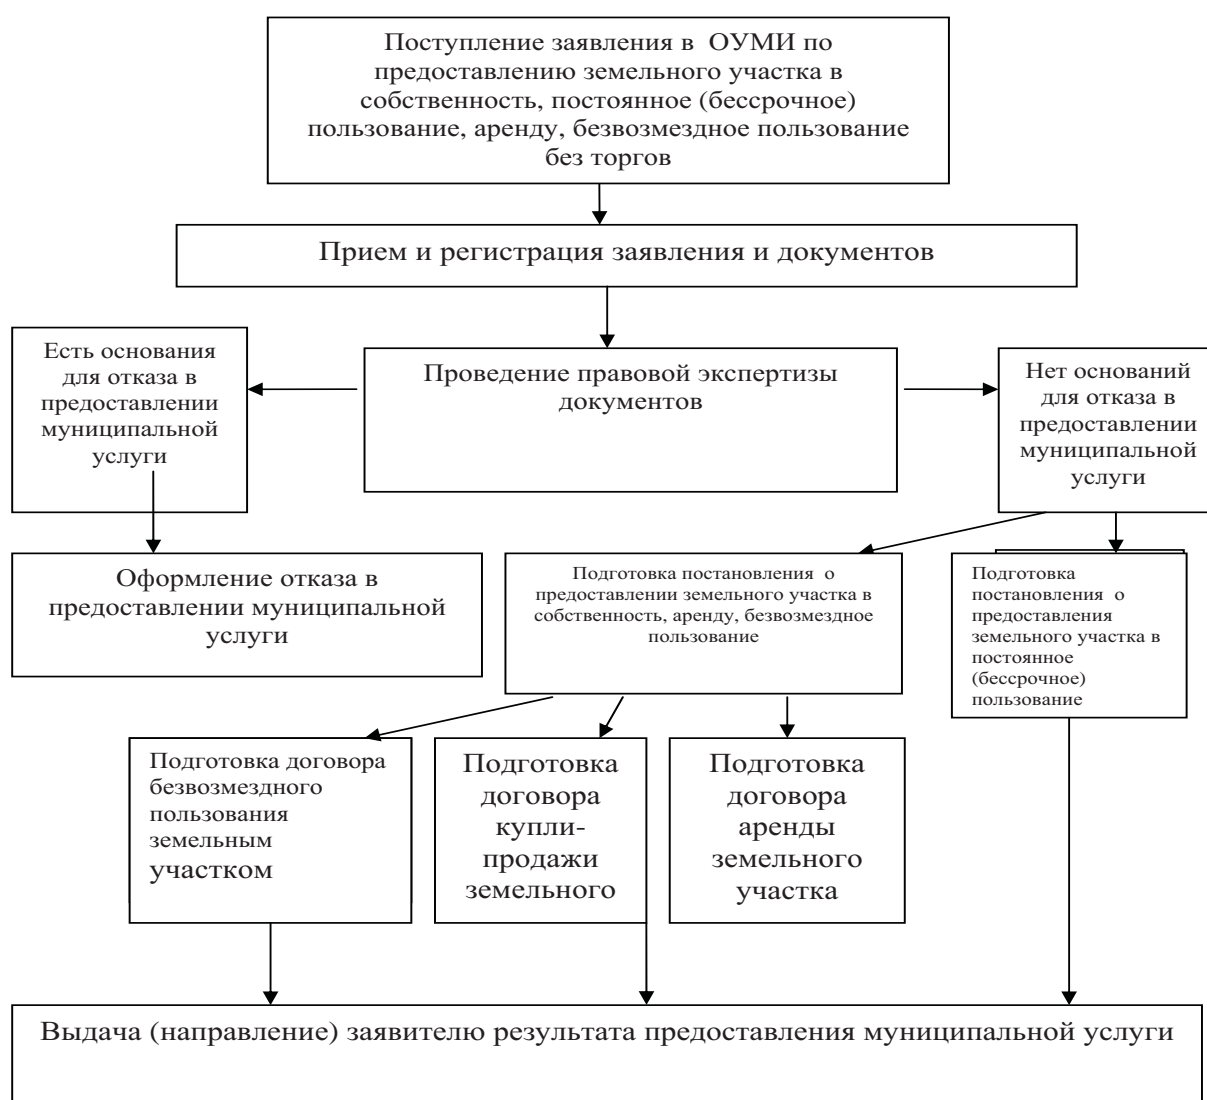 Поступление заявления в ОУМИ по
предоставлению земельного участка в
собственность, постоянное (бессрочное)
пользование, аренду, безвозмездное пользование
без торгов
Прием и регистрация заявления и документов
Есть основания
для отказа в
предоставлении
муниципальной
услуги
Проведение правовой экспертизы
документов
Нет оснований
для отказа в
предоставлении
муниципальной
услуги
Оформление отказа в
предоставлении муниципальной
услуги
Подготовка постановления о
предоставлении земельного участка в
собственность, аренду, безвозмездное
пользование
Подготовка
постановления о
предоставления
земельного участка в
постоянное
(бессрочное)
пользование
Подготовка договора
безвозмездного
пользования
земельным
участком
Подготовка
договора
купли-
продажи
земельного
Подготовка
договора
аренды
земельного
участка
Выдача (направление) заявителю результата предоставления муниципальной услуги